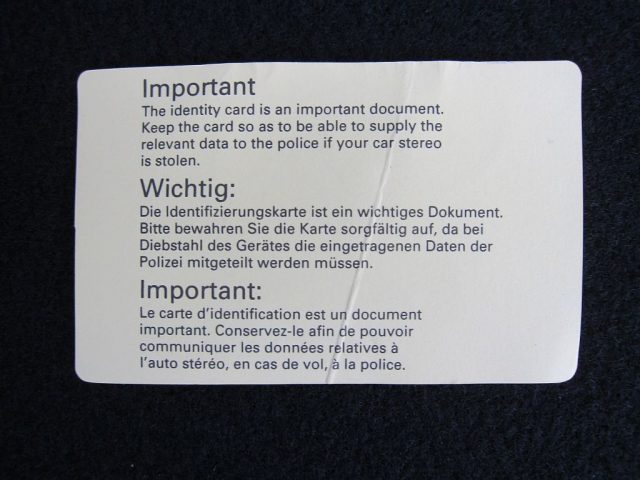 Important
The identity card is an important document.
Keep the card so as to be able to supply the
relevant data to the police if your car stereo
is stolen.
Wichtig:
Die Identifizierungskarte ist ein wichtiges Dokument.
Bitte bewahren Sie die Karte sorgfältig auf, da bei
Diebstahl des Gerätes die eingetragenen Daten der
Polizei mitgeteilt werden müssen.
Important:
Le carte d'identification est un document
important. Conservez-le afin de pouvoir
communiquer les données relatives à
l'auto stéréo, en cas de vol, à la police.